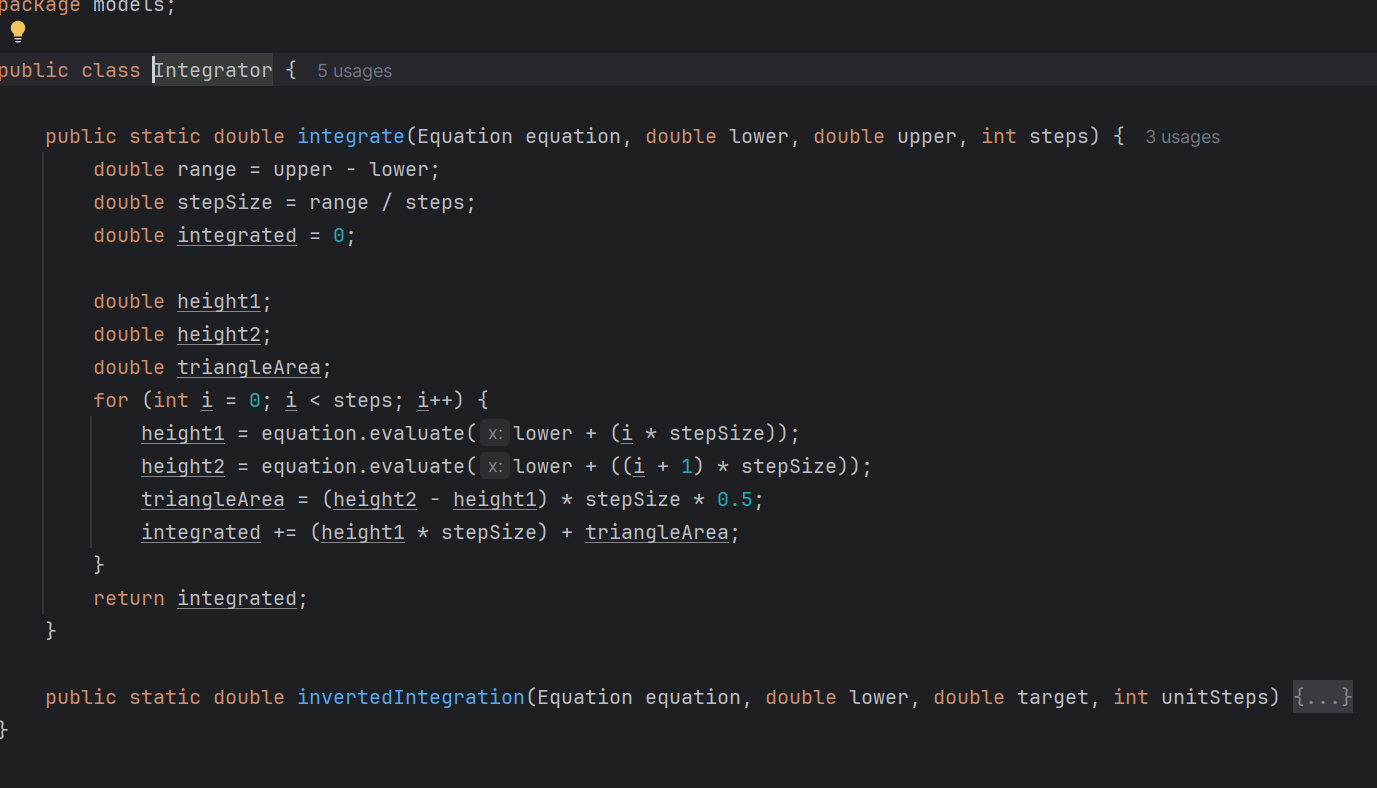 package models;
public class Integrator { 5 usages
public static double integrate(Equation equation, double lower, double upper, int steps) { 3 usages
double range = upper - lower;
double stepSize = range / steps;
double integrated = 0;
double height1;
double height2;
double triangleArea;
for (int i = 0; i < steps; i++) {
height1 = equation.evaluate( x: lower + (i * stepSize));
height2 = equation.evaluate( x: lower + ((i + 1) * stepSize));
triangleArea = (height2 - height1) * stepSize * 0.5;
integrated += (height1 * stepSize) + triangleArea;
}
return integrated;
}
public static double invertedIntegration(Equation equation, double lower, double target, int unitSteps) {...}
}